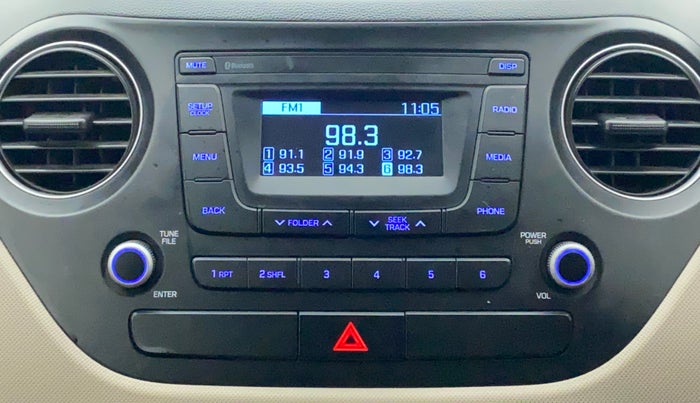 MUTE
Bluetooth
DISP
SETUP
CLOCK
FM1 11:05
RADIO
98.3
MENU
1 91.1 2 91.9 3 92.7
MEDIA
4 93.5 5 94.3 6 98.3
BACK
FOLDER
SEEK
TRACK
PHONE
TUNE
FILE
POWER
PUSH
1 RPT 2 SHFL 3 4 5 6
ENTER
VOL